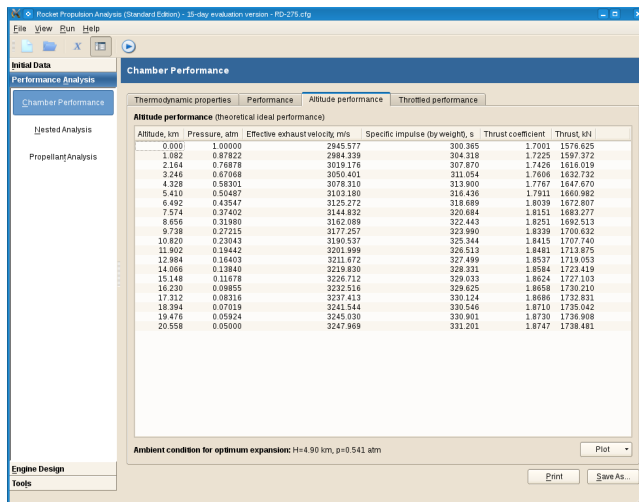 Rocket Propulsion Analysis (Standard Edition) - 15-day evaluation version - RD-275.cfg
File View Run Help
Initial Data
Performance Analysis
Chamber Performance
Nested Analysis
Propellant Analysis
Engine Design
Tools
Chamber Performance
Thermodynamic properties Performance Altitude performance Throttled performance
Altitude performance (theoretical ideal performance)
Altitude, km Pressure, atm Effective exhaust velocity, m/s Specific impulse (by weight), s Thrust coefficient Thrust, kN
0.000 1.00000 2945.577 300.365 1.7001 1576.625
1.082 0.87822 2984.339 304.318 1.7225 1597.372
2.164 0.76878 3019.176 307.870 1.7426 1616.019
3.246 0.67068 3050.401 311.054 1.7606 1632.732
4.328 0.58301 3078.310 313.900 1.7767 1647.670
5.410 0.50487 3103.180 316.436 1.7911 1660.982
6.492 0.43547 3125.272 318.689 1.8039 1672.807
7.574 0.37402 3144.832 320.684 1.8151 1683.277
8.656 0.31980 3162.089 322.443 1.8251 1692.513
9.738 0.27215 3177.257 323.990 1.8339 1700.632
10.820 0.23043 3190.537 325.344 1.8415 1707.740
11.902 0.19442 3201.999 326.513 1.8481 1713.875
12.984 0.16403 3211.672 327.499 1.8537 1719.053
14.066 0.13840 3219.830 328.331 1.8584 1723.419
15.148 0.11678 3226.712 329.033 1.8624 1727.103
16.230 0.09855 3232.516 329.625 1.8658 1730.210
17.312 0.08316 3237.413 330.124 1.8686 1732.831
18.394 0.07019 3241.544 330.546 1.8710 1735.042
19.476 0.05924 3245.030 330.901 1.8730 1736.908
20.558 0.05000 3247.969 331.201 1.8747 1738.481
Ambient condition for optimum expansion: H=4.90 km, p=0.541 atm
Plot
Print Save As...